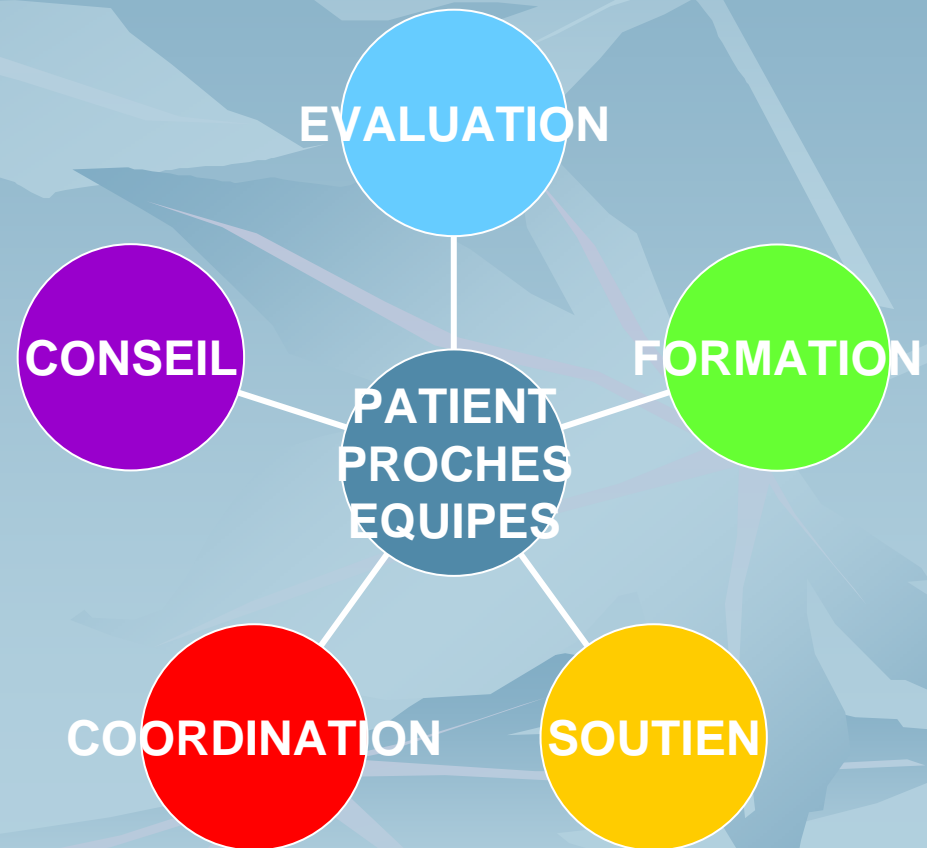 EVALUATION
CONSEIL
FORMATION
PATIENT
PROCHES
EQUIPES
COORDINATION
SOUTIEN